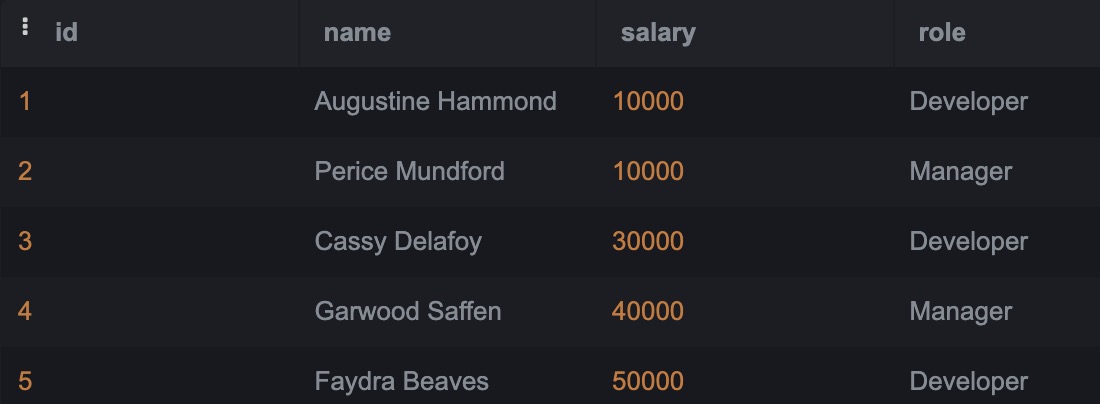 id name salary role
1 Augustine Hammond 10000 Developer
2 Perice Mundford 10000 Manager
3 Cassy Delafoy 30000 Developer
4 Garwood Saffen 40000 Manager
5 Faydra Beaves 50000 Developer